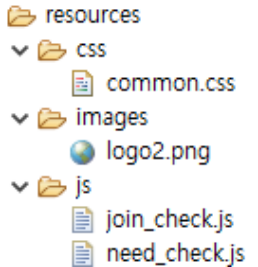 resources
css
common.css
images
logo2.png
js
join_check.js
need_check.js